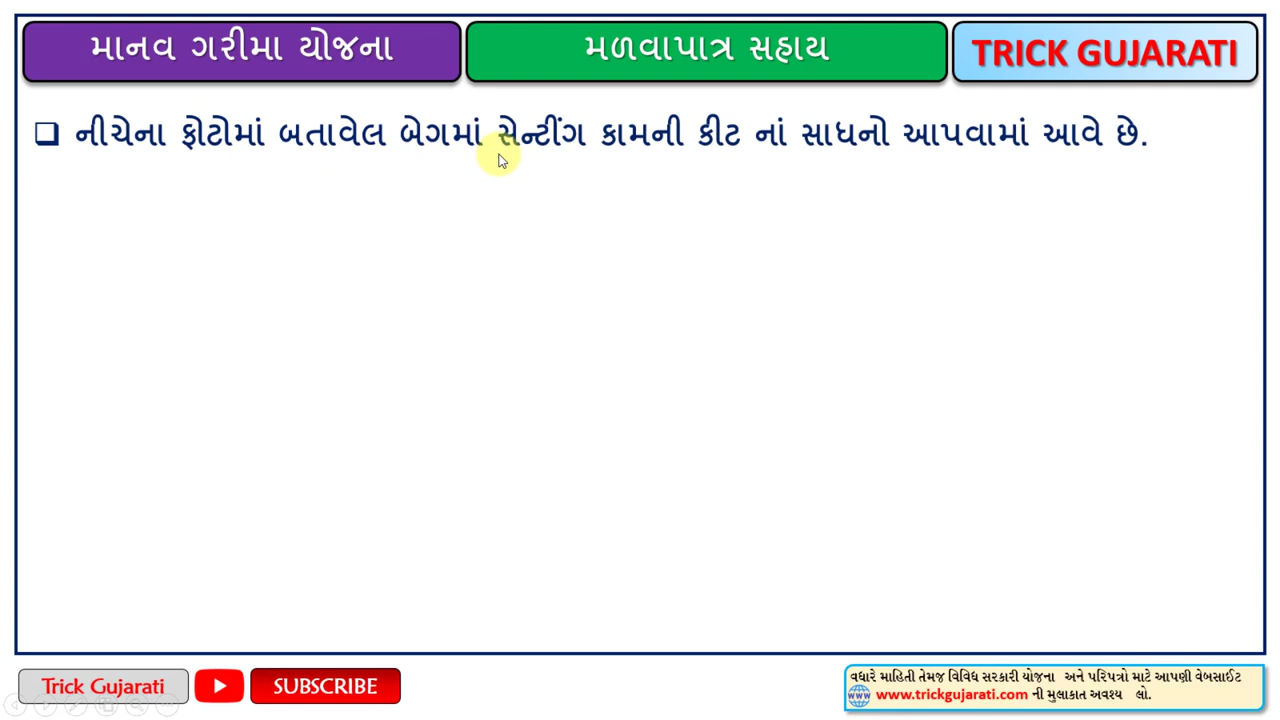 માનવ ગરીમા યોજના
મળવાપાત્ર સહાય
TRICK GUJARATI
નીચેના ફોટોમાં બતાવેલ બેગમાં સેન્ટીંગ કામની કીટ નાં સાધનો આપવામાં આવે છે.
Trick Gujarati
SUBSCRIBE
વધારે માહિતી તેમજ વિવિધ સરકારી યોજના અને પરિપત્રો માટે આપણી વેબસાઈટ
www www.trickgujarati.com ની મુલાકાત અવશ્ય લો.